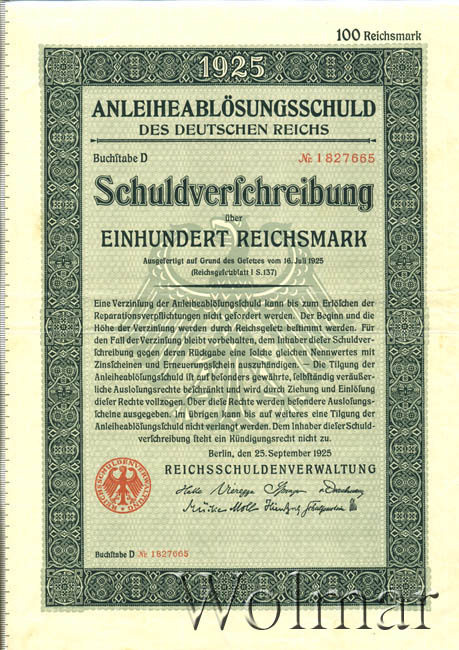 100 Reichsmark
1925
ANLEIHEABLÖSUNGSSCHULD
DES DEUTSCHEN REICHS
Buchſtabe D № 1827665
Schuldverſchreibung
über
EINHUNDERT REICHSMARK
Ausgefertigt auf Grund des Geſetzes vom 16. Juli 1925
(Reichsgeſetzblatt I S.137)
Eine Verzinſung der Anleiheablöſungsſchuld kann bis zum Erlöſchen der
Reparationsverpflichtungen nicht gefordert werden. Der Beginn und die
Höhe der Verzinſung werden durch Reichsgeſetz beſtimmt werden. Für
den Fall der Verzinſung bleibt vorbehalten, dem Inhaber dieſer Schuldver-
ſchreibung gegen deren Rückgabe eine ſolche gleichen Nennwertes mit
Zinsſcheinen und Erneuerungsſchein auszuhändigen. — Die Tilgung der
Anleiheablöſungsſchuld iſt auf beſonders gewährte, ſelbſtändig veräußer-
liche Ausloſungsrechte beſchränkt und wird durch Ziehung und Einlöſung
dieſer Rechte vollzogen. Über dieſe Rechte werden beſondere Ausloſungs-
ſcheine ausgegeben. Im übrigen kann bis auf weiteres eine Tilgung der
Anleiheablöſungsſchuld nicht verlangt werden. Dem Inhaber dieſer Schuld-
verſchreibung ſteht ein Kündigungsrecht nicht zu.
Berlin, den 25. September 1925
REICHSSCHULDENVERWALTUNG
REICHSSCHULDENVERWALTUNG
Halle Vieregge
Mücke Moll
Buchſtabe D № 1827665
Wolmar